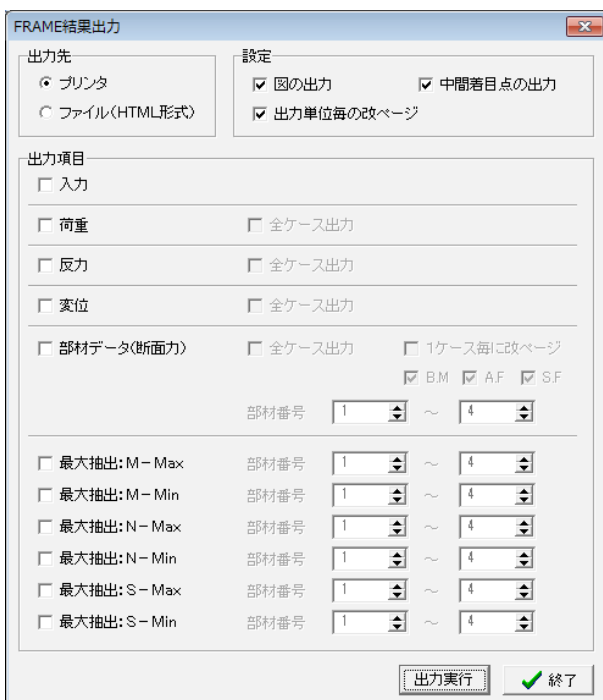 FRAME結果出力
出力先
プリンタ
ファイル(HTML形式)
設定
図の出力 中間着目点の出力
出力単位毎の改ページ
出力項目
入力
荷重 全ケース出力
反力 全ケース出力
変位 全ケース出力
部材データ(断面力) 全ケース出力 1ケース毎に改ページ
B.M A.F S.F
部材番号 1 ～ 4
最大抽出:M-Max 部材番号 1 ～ 4
最大抽出:M-Min 部材番号 1 ～ 4
最大抽出:N-Max 部材番号 1 ～ 4
最大抽出:N-Min 部材番号 1 ～ 4
最大抽出:S-Max 部材番号 1 ～ 4
最大抽出:S-Min 部材番号 1 ～ 4
出力実行 終了